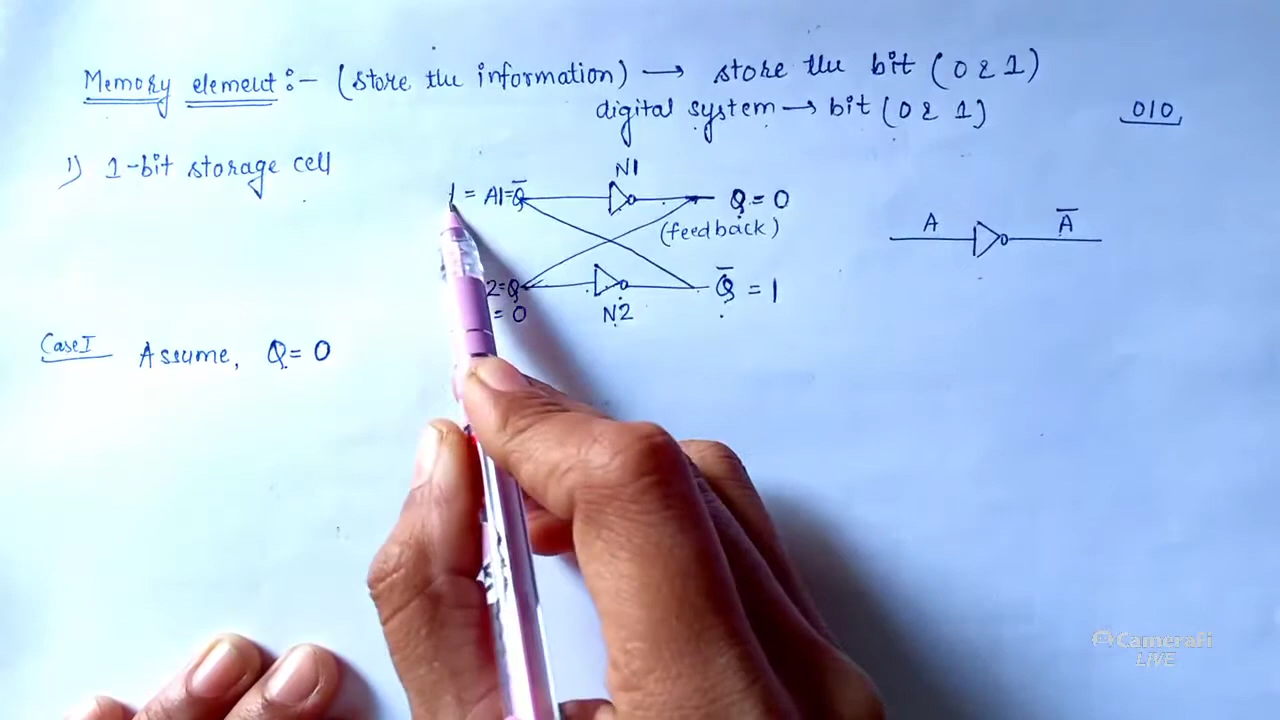 Memory element :- (store the information) → store the bit (0 & 1)
digital system → bit (0 & 1)
010
1) 1-bit storage cell
N1
1 = A1 = Q̅
Q = 0
(feedback)
A
A̅
2 = Q
= 0
N2
Q̅ = 1
Case I Assume, Q = 0
CameraFi
LIVE